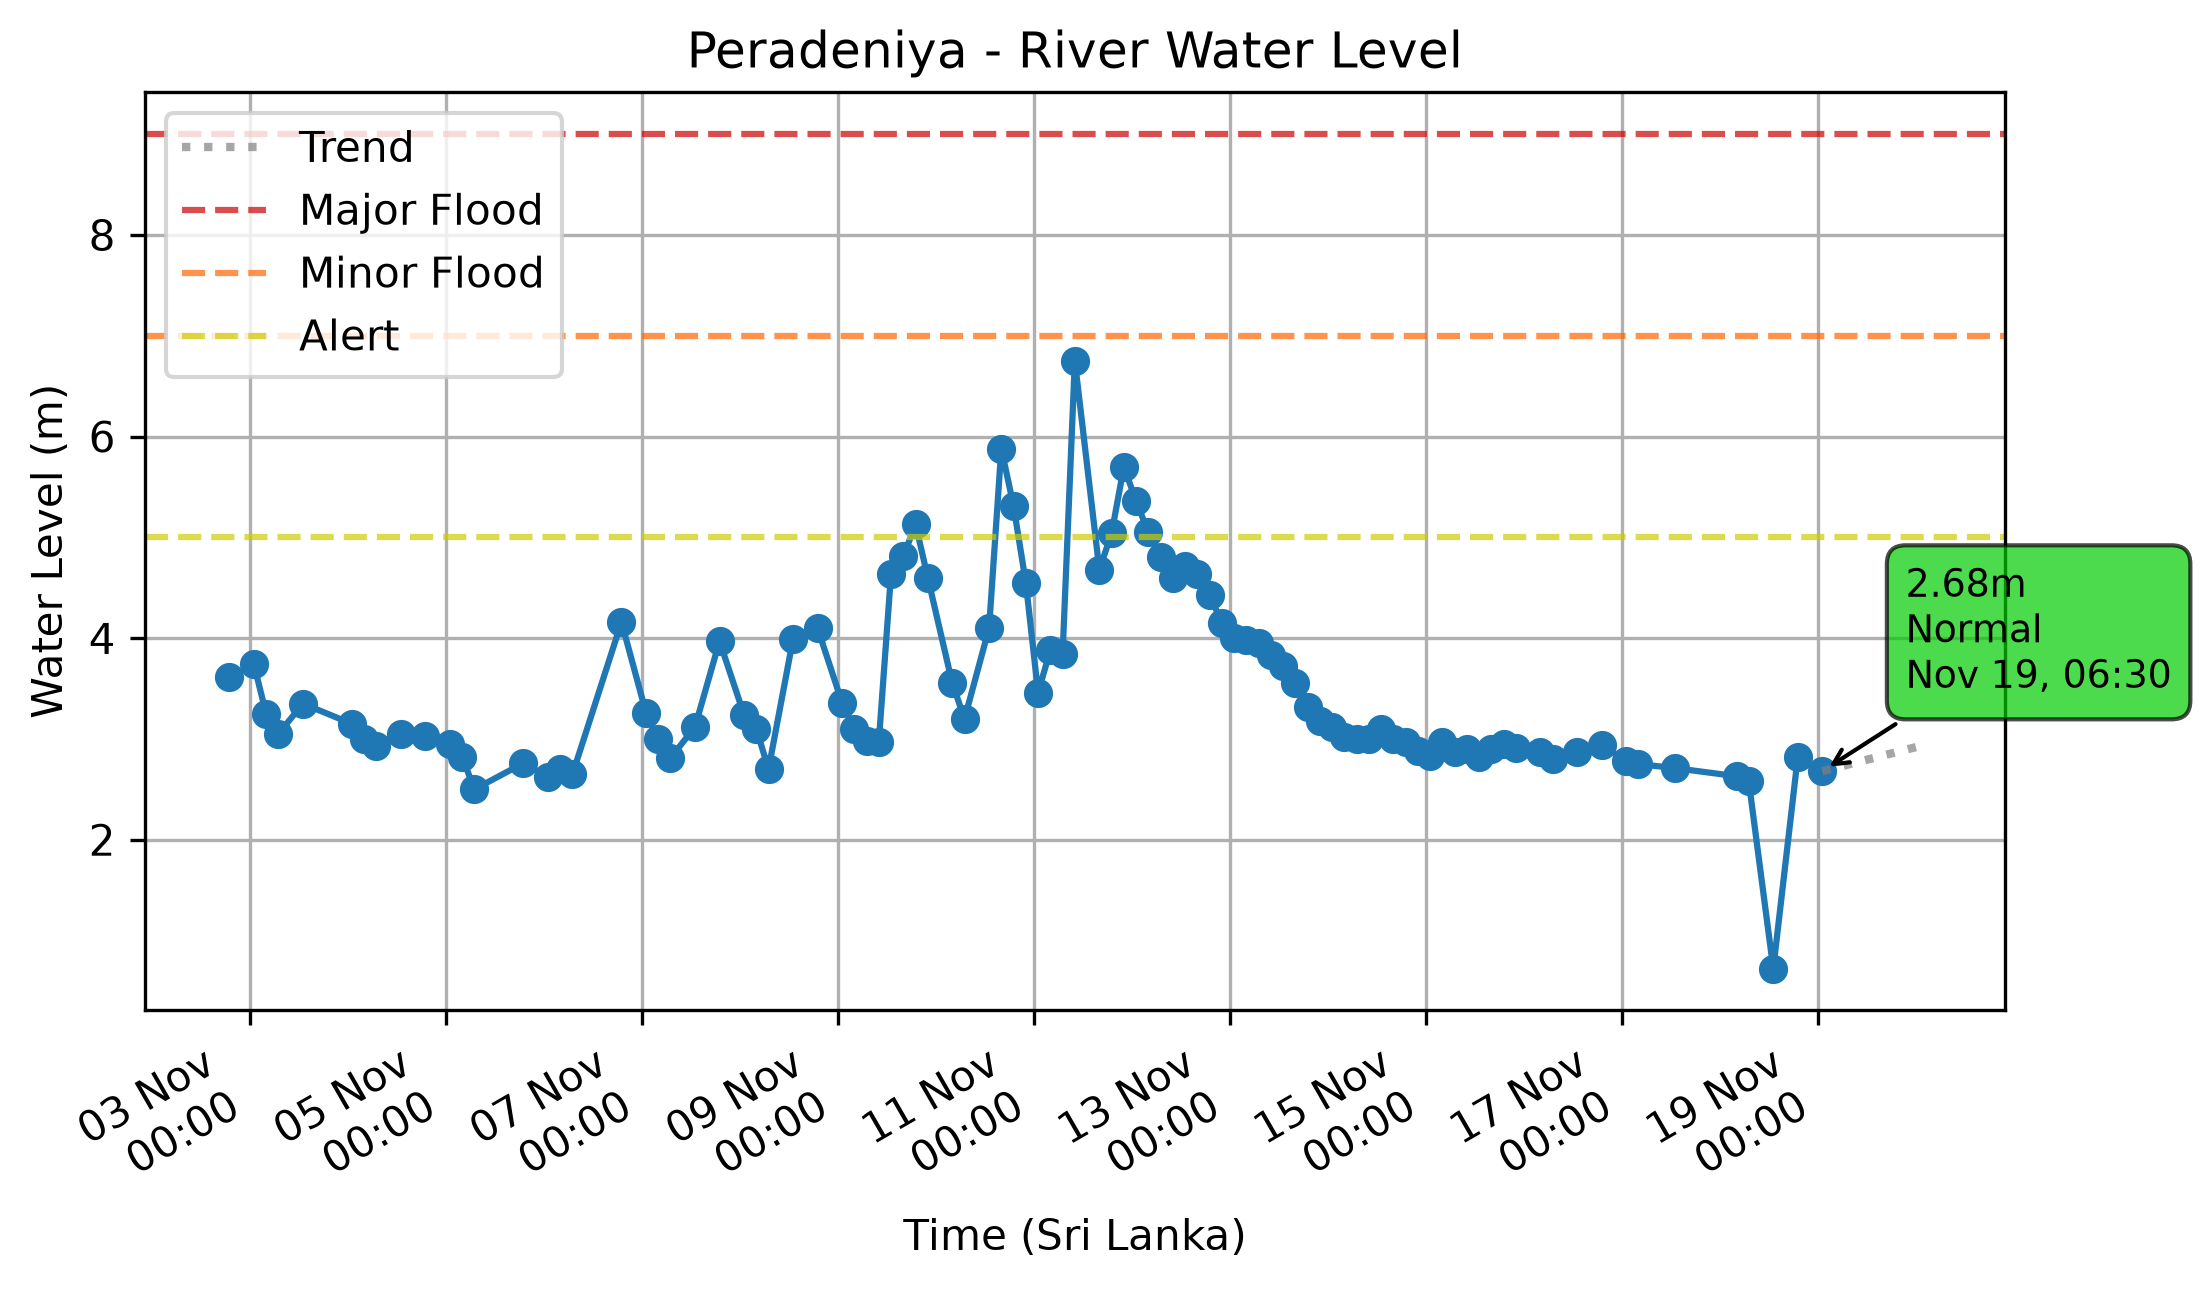 Peradeniya - River Water Level
Trend
Major Flood
Minor Flood
Alert
8
6
4
2
Water Level (m)
2.68m
Normal
Nov 19, 06:30
03 Nov
00:00
05 Nov
00:00
07 Nov
00:00
09 Nov
00:00
11 Nov
00:00
13 Nov
00:00
15 Nov
00:00
17 Nov
00:00
19 Nov
00:00
Time (Sri Lanka)